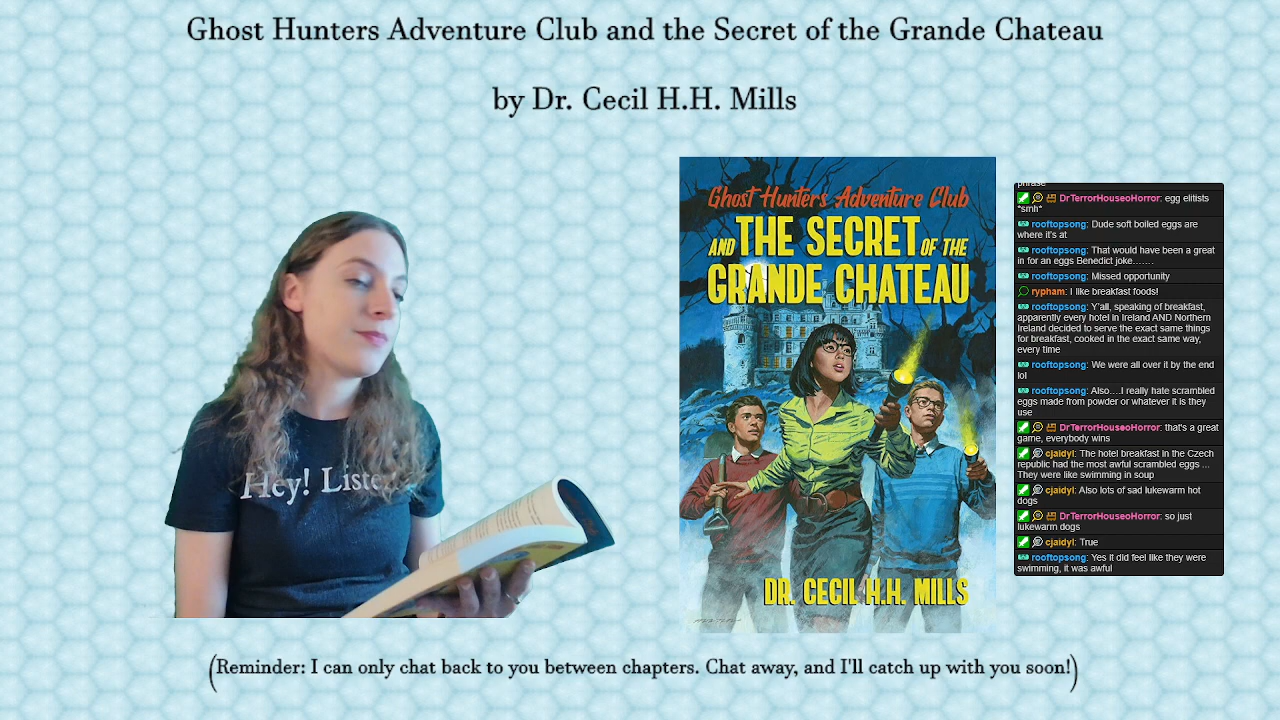 Ghost Hunters Adventure Club and the Secret of the Grande Chateau
by Dr. Cecil H.H. Mills
Hey! Liste
Ghost Hunters Adventure Club
AND THE SECRET OF THE
GRANDE CHATEAU
DR. CECIL H.H. MILLS
phrase
DrTerrorHouseoHorror: egg elitists
*smh*
rooftopsong: Dude soft boiled eggs are
where it's at
rooftopsong: That would have been a great
in for an eggs Benedict joke.......
rooftopsong: Missed opportunity
rypham: I like breakfast foods!
rooftopsong: Y'all, speaking of breakfast,
apparently every hotel in Ireland AND Northern
Ireland decided to serve the exact same things
for breakfast, cooked in the exact same way,
every time
rooftopsong: We were all over it by the end
lol
rooftopsong: Also....I really hate scrambled
eggs made from powder or whatever it is they
use
DrTerrorHouseoHorror: that's a great
game, everybody wins
cjaidyl: The hotel breakfast in the Czech
republic had the most awful scrambled eggs ...
They were like swimming in soup
cjaidyl: Also lots of sad lukewarm hot
dogs
DrTerrorHouseoHorror: so just
lukewarm dogs
cjaidyl: True
rooftopsong: Yes it did feel like they were
swimming, it was awful
(Reminder: I can only chat back to you between chapters. Chat away, and I'll catch up with you soon!)